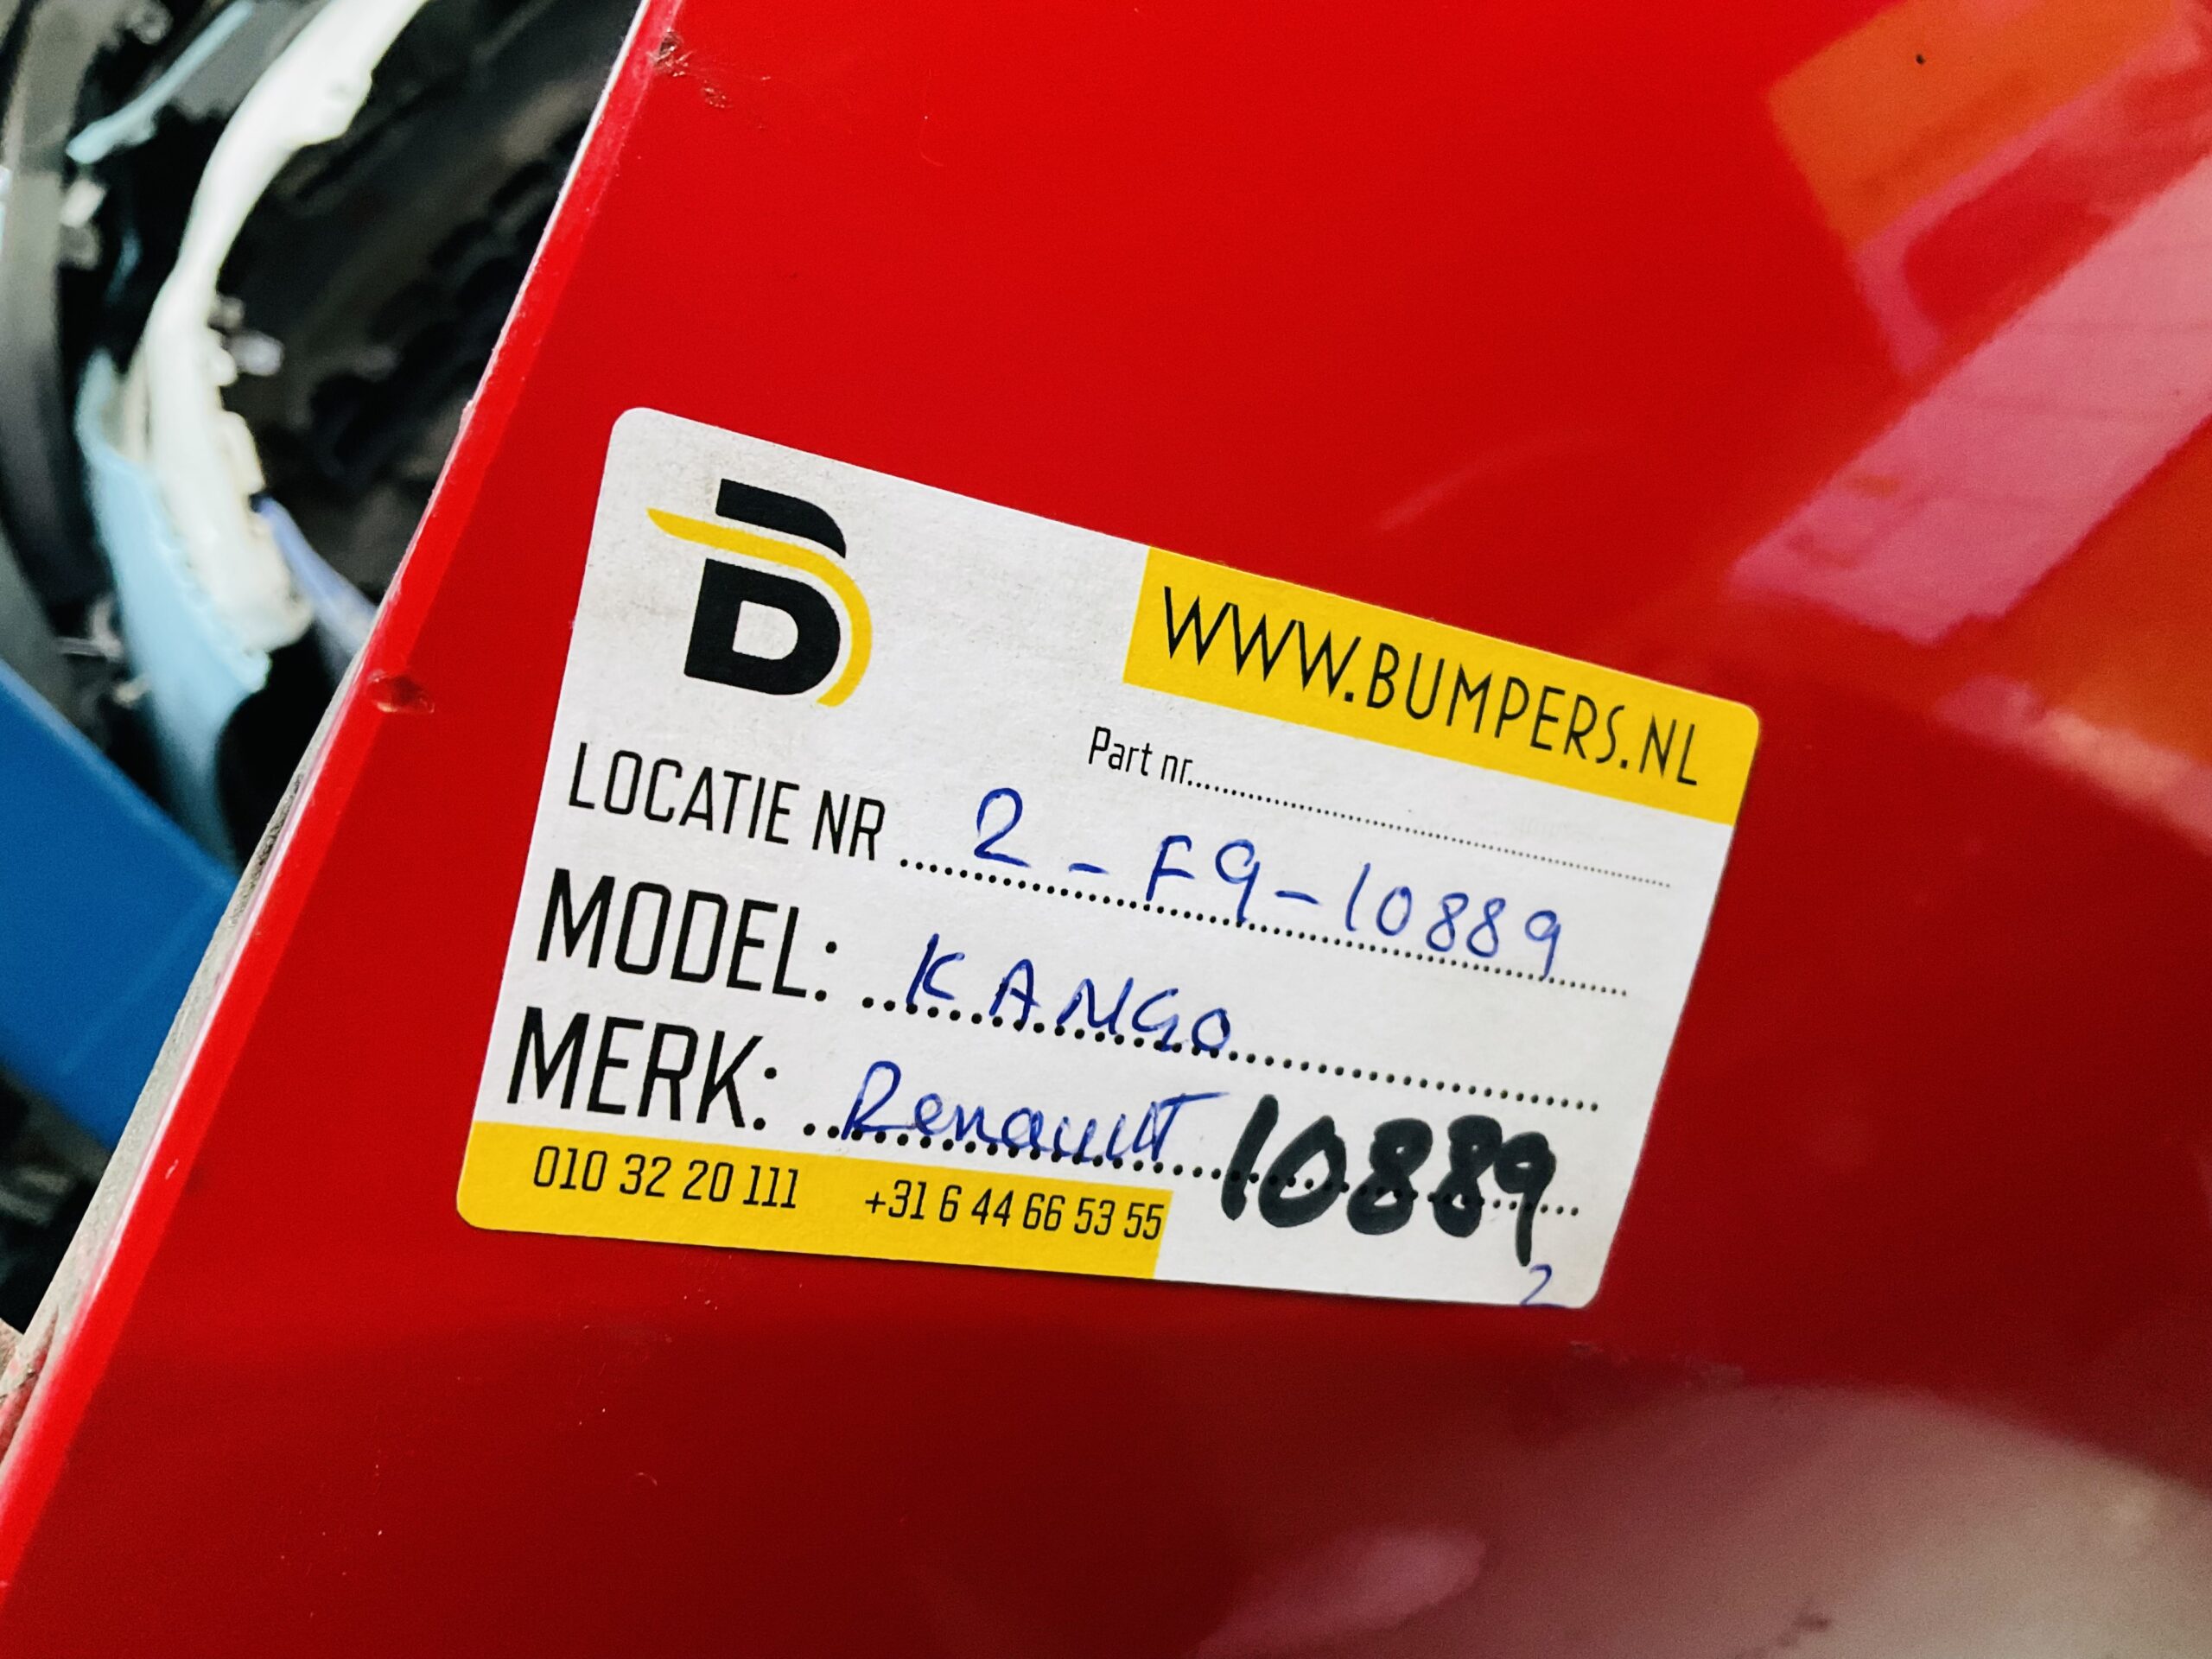 B
WWW.BUMPERS.NL
Part nr...............................
LOCATIE NR .... 2 - F9 - 10889
MODEL: KANGO
MERK: Renault 10889
010 32 20 111 +31 6 44 66 53 55
2